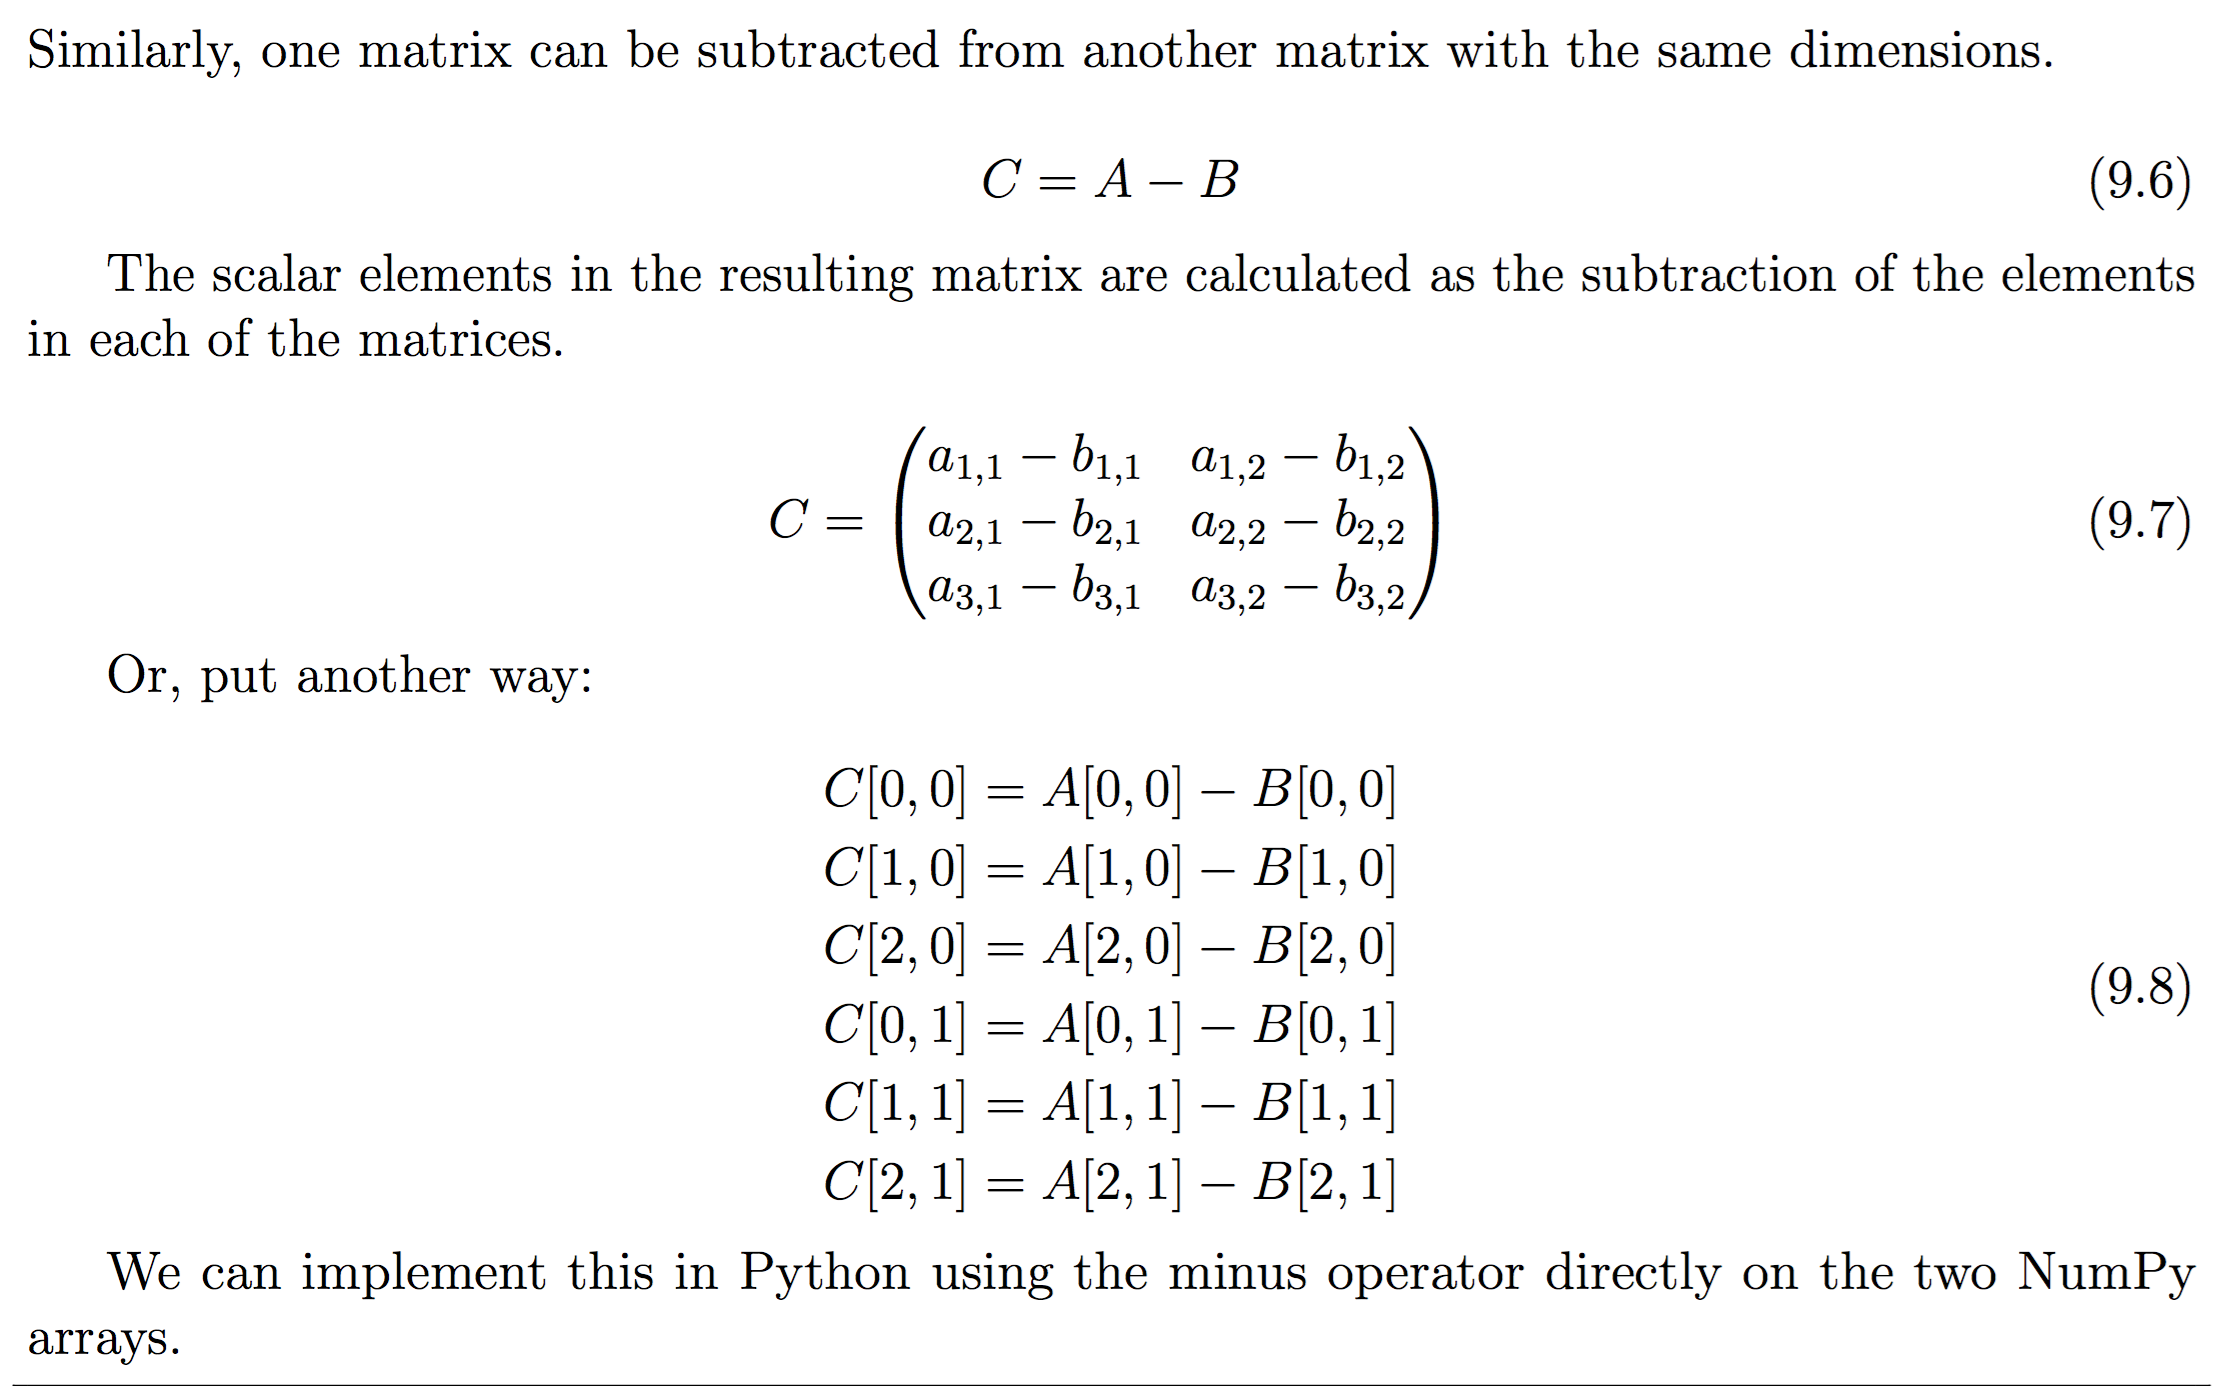 Similarly, one matrix can be subtracted from another matrix with the same dimensions.
C = A − B (9.6)
The scalar elements in the resulting matrix are calculated as the subtraction of the elements
in each of the matrices.
C = \begin{pmatrix} a_{1,1} − b_{1,1} & a_{1,2} − b_{1,2} \\ a_{2,1} − b_{2,1} & a_{2,2} − b_{2,2} \\ a_{3,1} − b_{3,1} & a_{3,2} − b_{3,2} \end{pmatrix} (9.7)
Or, put another way:
C[0, 0] = A[0, 0] − B[0, 0]
C[1, 0] = A[1, 0] − B[1, 0]
C[2, 0] = A[2, 0] − B[2, 0]
C[0, 1] = A[0, 1] − B[0, 1]
C[1, 1] = A[1, 1] − B[1, 1]
C[2, 1] = A[2, 1] − B[2, 1]
(9.8)
We can implement this in Python using the minus operator directly on the two NumPy
arrays.